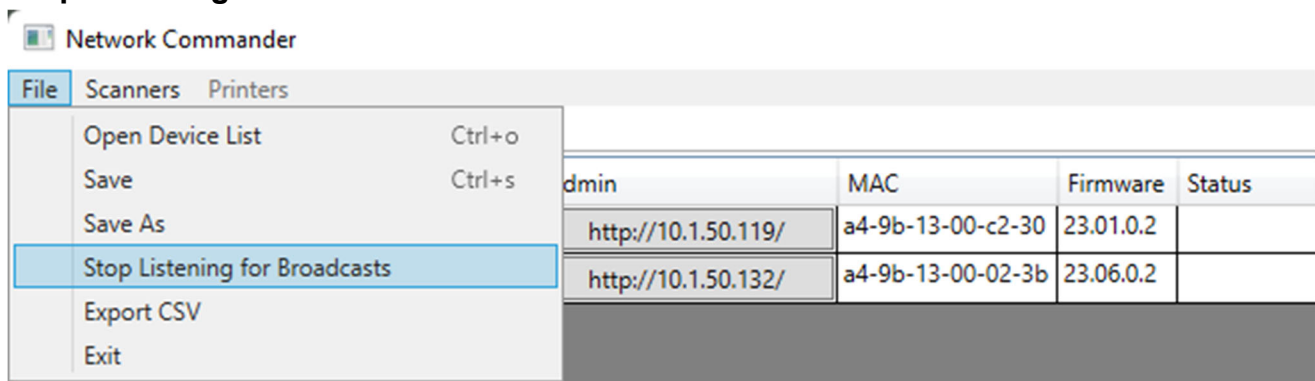 Network Commander
File Scanners Printers
Open Device List Ctrl+o
Save Ctrl+s
Save As
Stop Listening for Broadcasts
Export CSV
Exit
dmin MAC Firmware Status
http://10.1.50.119/ a4-9b-13-00-c2-30 23.01.0.2
http://10.1.50.132/ a4-9b-13-00-02-3b 23.06.0.2